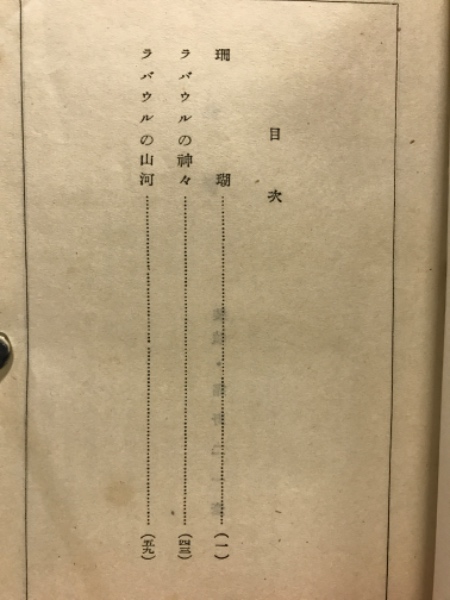 目次
珊瑚……（一）
ラバウルの神々……（四三）
ラバウルの山河……（五九）